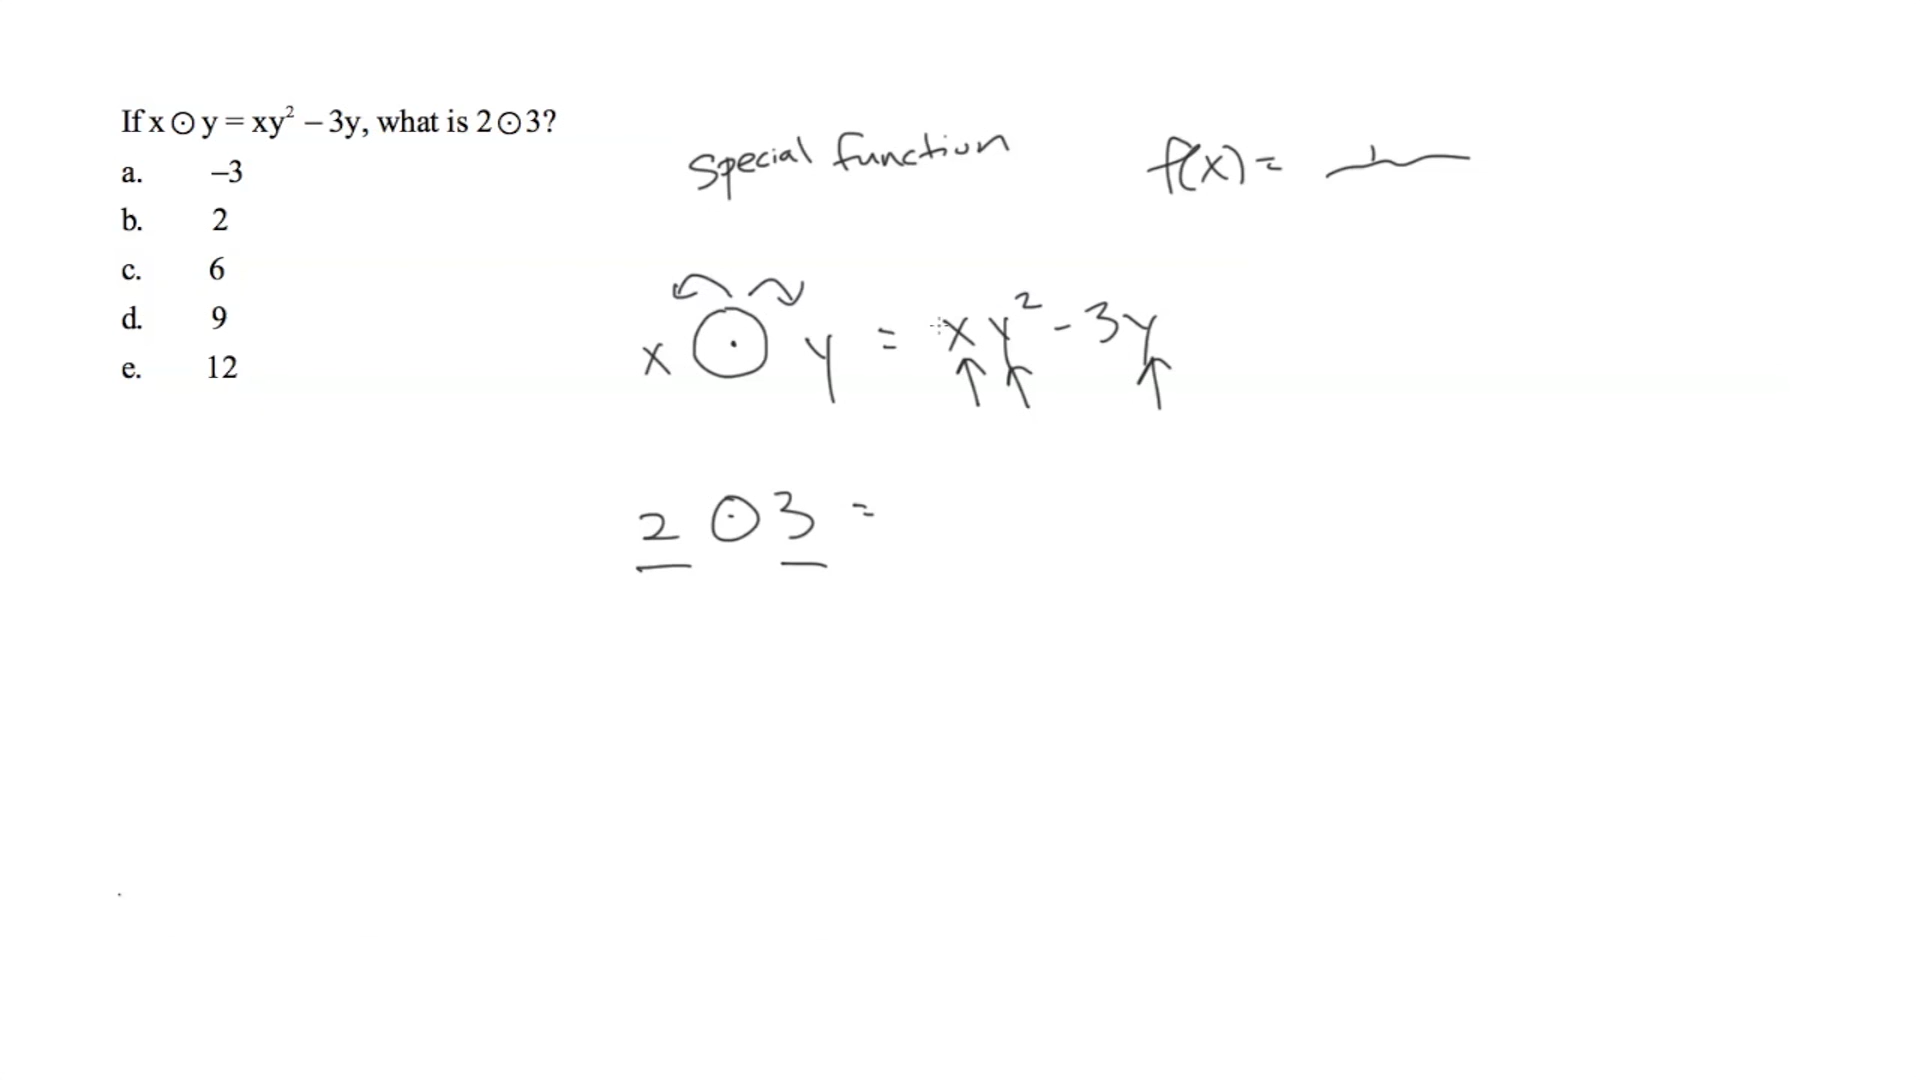 If x ⊙ y = xy² – 3y, what is 2 ⊙ 3?
a. –3
b. 2
c. 6
d. 9
e. 12
special function
f(x) =
x ⊙ y = xy² - 3y
2 ⊙ 3 =